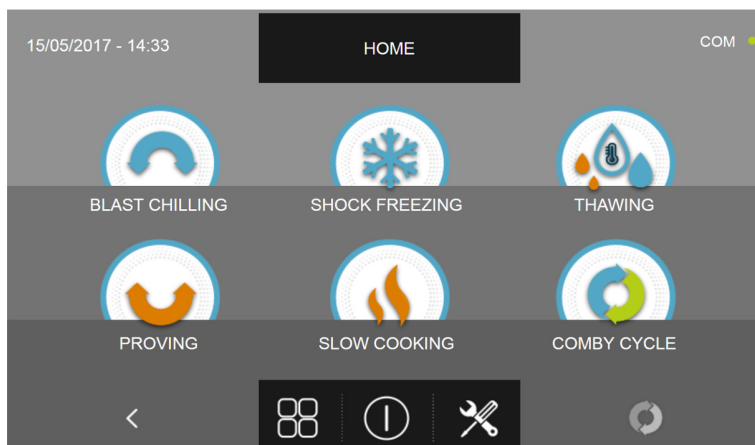 15/05/2017 - 14:33
HOME
COM
BLAST CHILLING
SHOCK FREEZING
THAWING
PROVING
SLOW COOKING
COMBY CYCLE